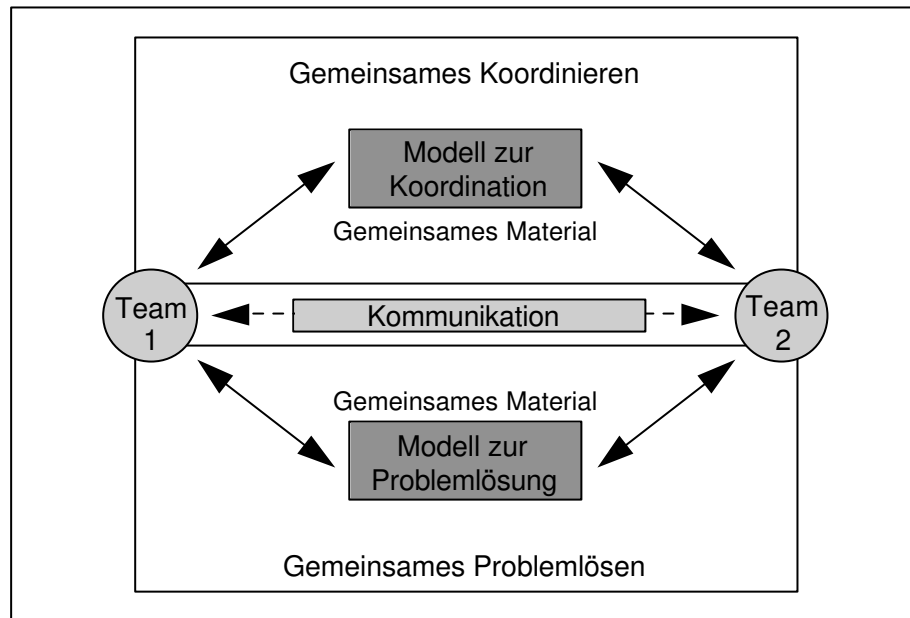 Gemeinsames Koordinieren
Modell zur
Koordination
Gemeinsames Material
Team
1
Kommunikation
Team
2
Gemeinsames Material
Modell zur
Problemlösung
Gemeinsames Problemlösen